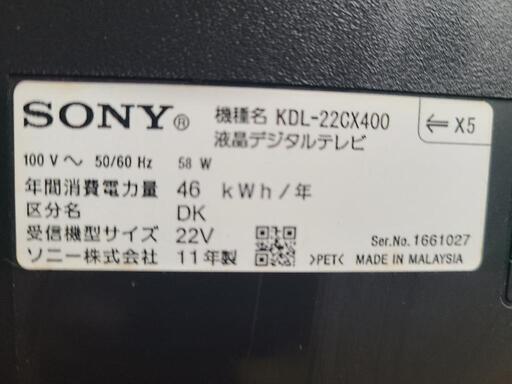 SONY® 機種名 KDL-22CX400
液晶デジタルテレビ
⇐ X5
100 V ～ 50/60 Hz 58 W
年間消費電力量 46 kWh/年
区分名 DK
受信機型サイズ 22V
ソニー株式会社 11年製
Ser.No. 1661027
>PET< MADE IN MALAYSIA